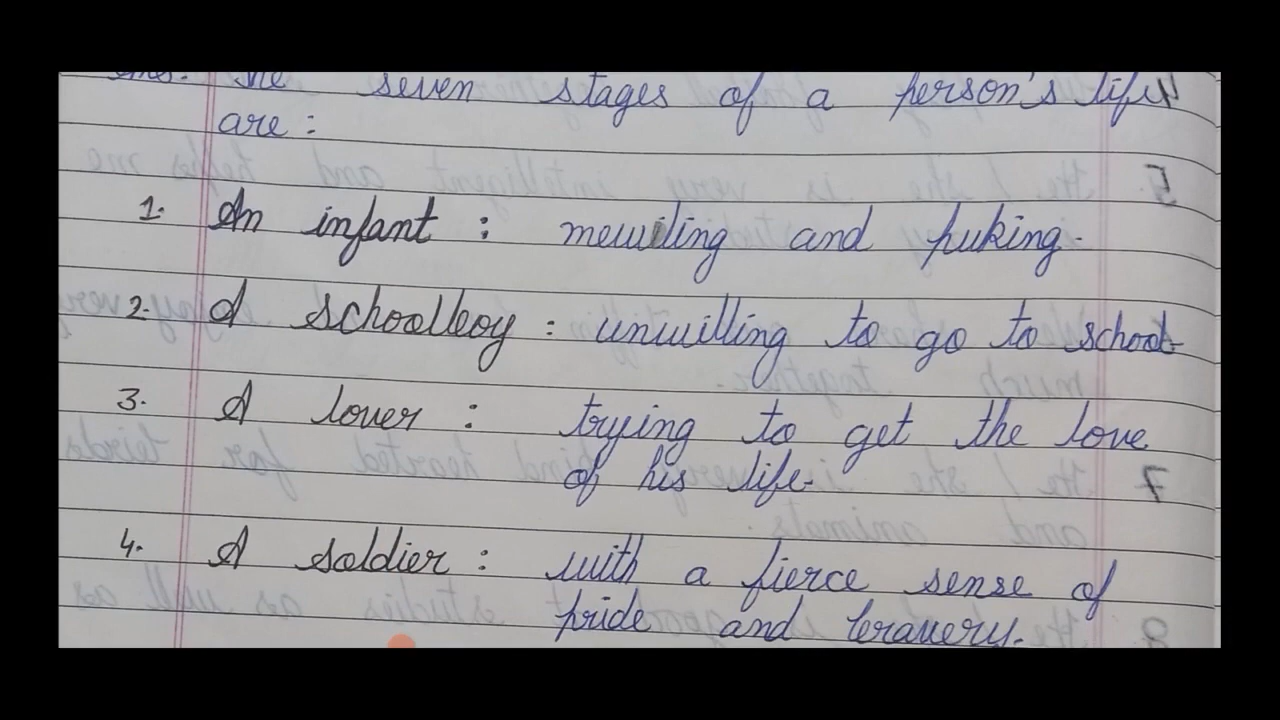 Ans. The seven stages of a person's life
are :
1. An infant : mewling and puking.
2. A schoolboy : unwilling to go to school.
3. A lover : trying to get the love
of his life.
4. A soldier : with a fierce sense of
pride and bravery.